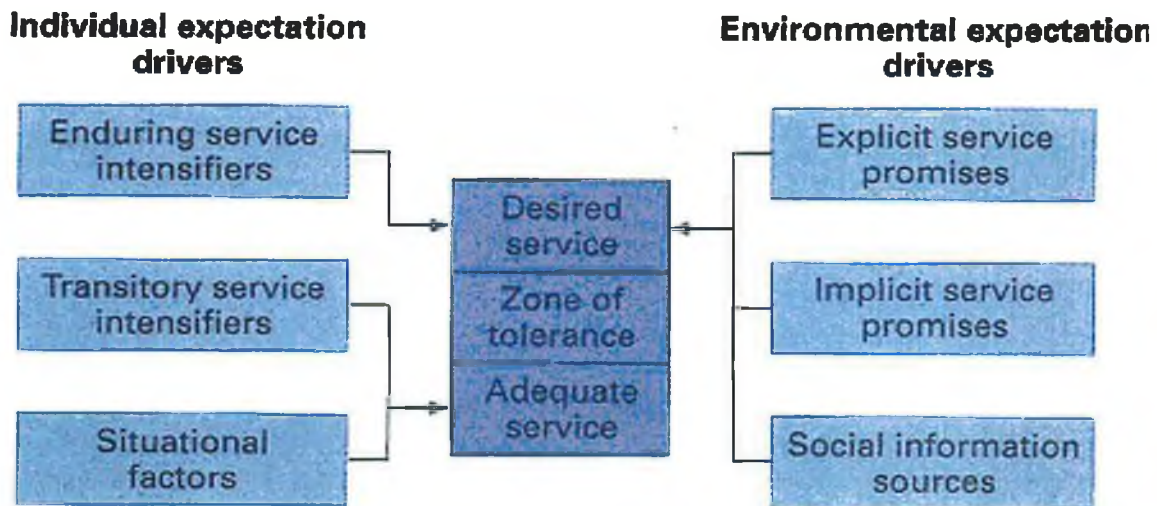 Individual expectation
drivers
Enduring service
intensifiers
Transitory service
intensifiers
Situational
factors
Desired
service
Zone of
tolerance
Adequate
service
Environmental expectation
drivers
Explicit service
promises
Implicit service
promises
Social information
sources